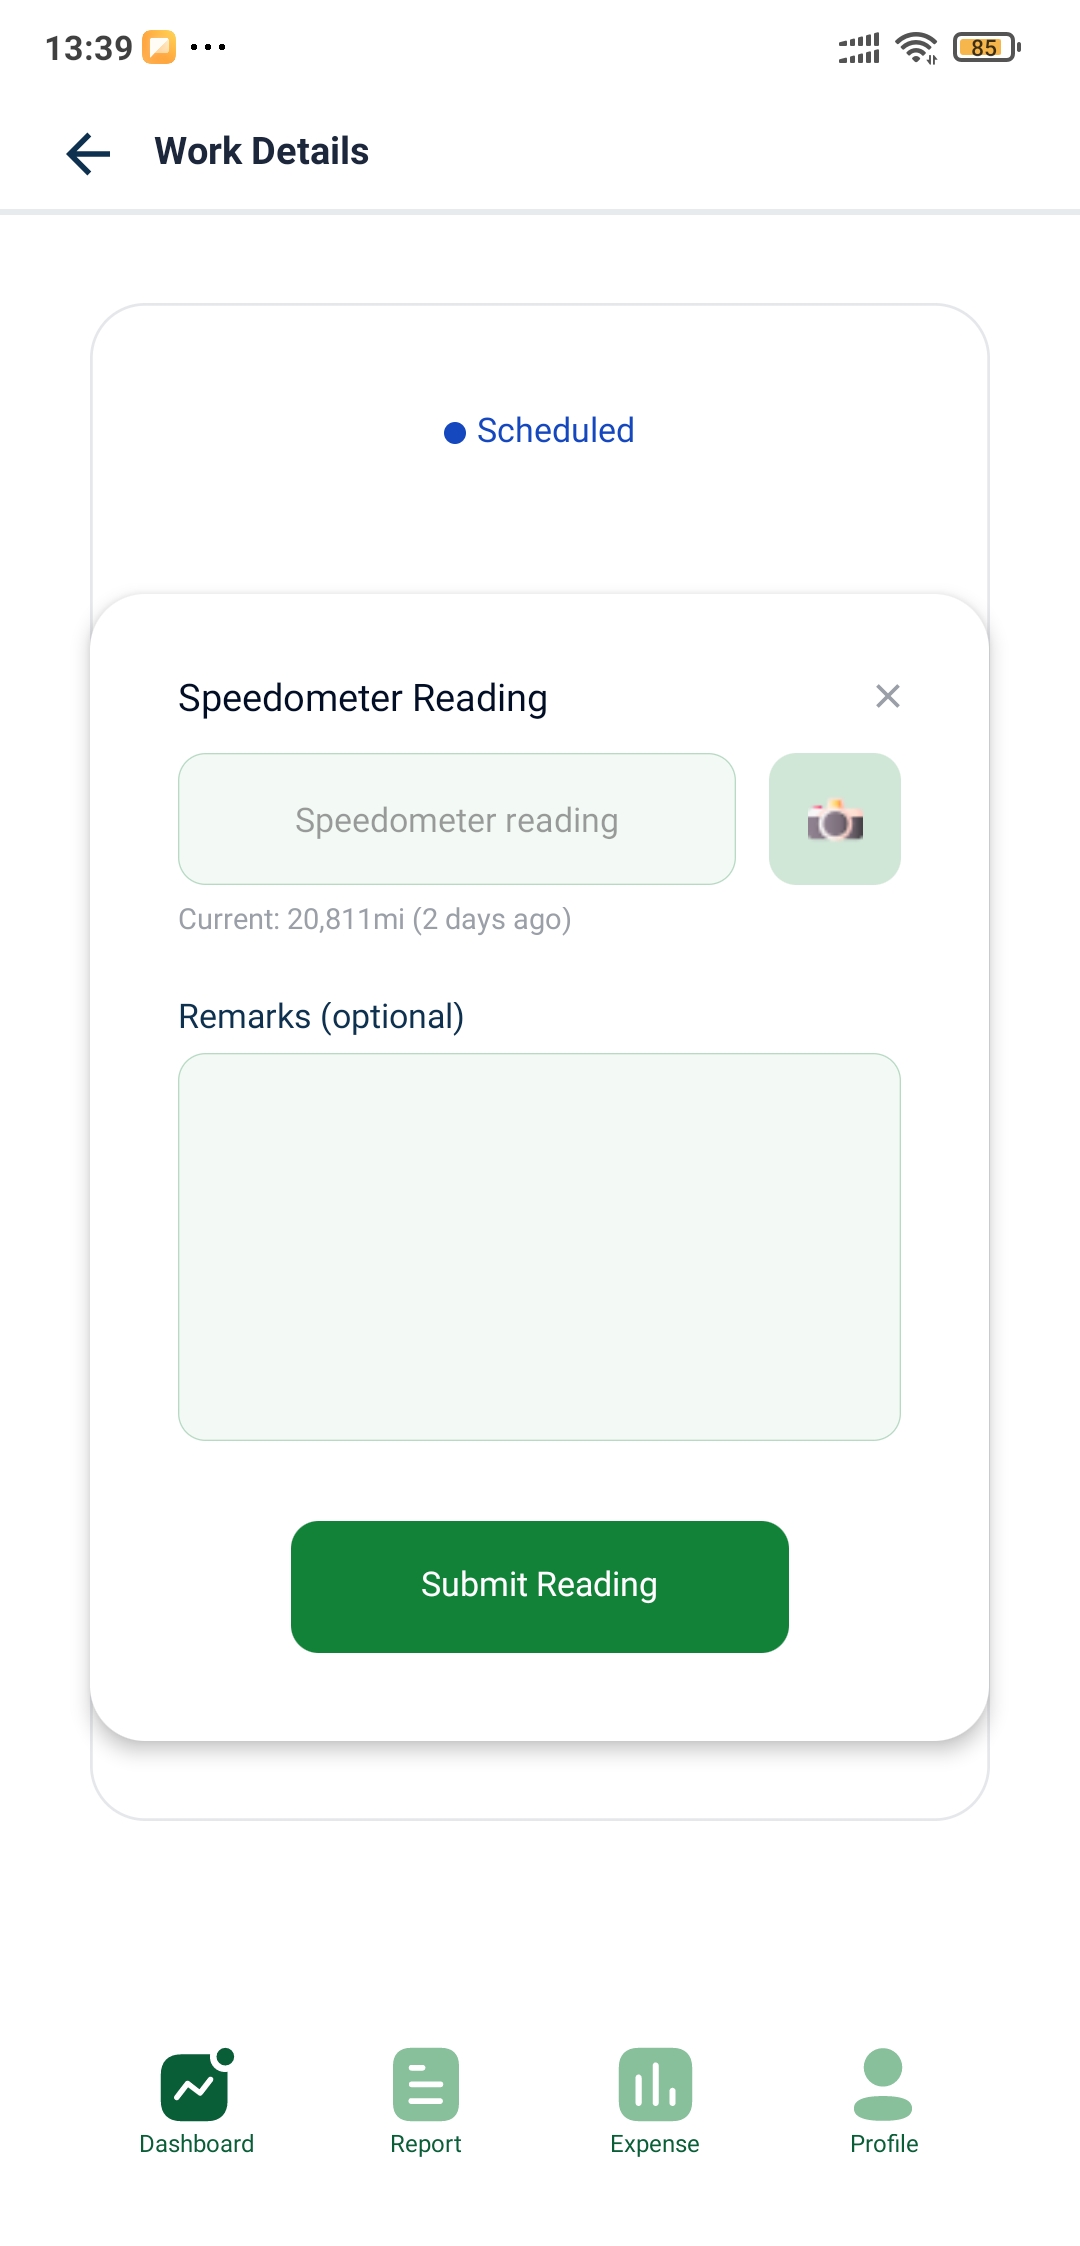 13:39
85
Work Details
Scheduled
Speedometer Reading
Speedometer reading
Current: 20,811mi (2 days ago)
Remarks (optional)
Submit Reading
Dashboard
Report
Expense
Profile